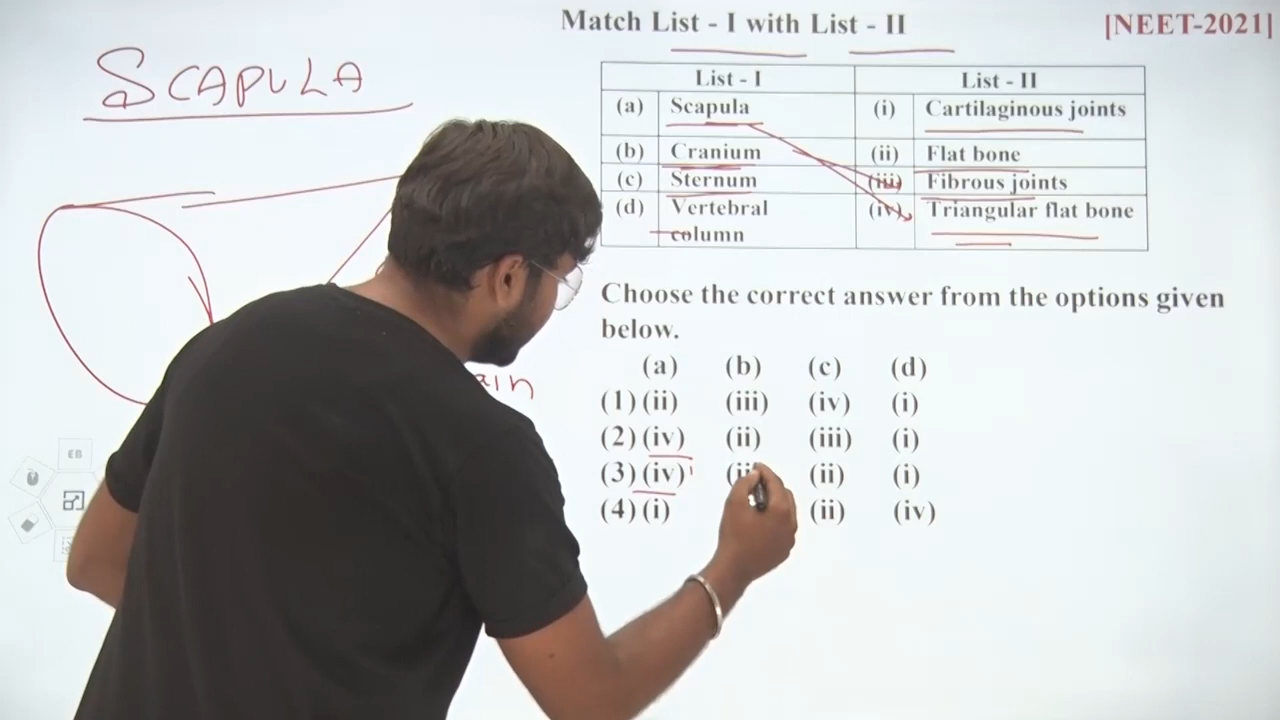 Match List - I with List - II
[NEET-2021]
SCAPULA
List - I List - II
(a) Scapula (i) Cartilaginous joints
(b) Cranium (ii) Flat bone
(c) Sternum (iii) Fibrous joints
(d) Vertebral column (iv) Triangular flat bone
Choose the correct answer from the options given
below.
(a) (b) (c) (d)
(1) (ii) (iii) (iv) (i)
(2) (iv) (ii) (iii) (i)
(3) (iv) (ii) (i)
(4) (i) (ii) (iv)
EB